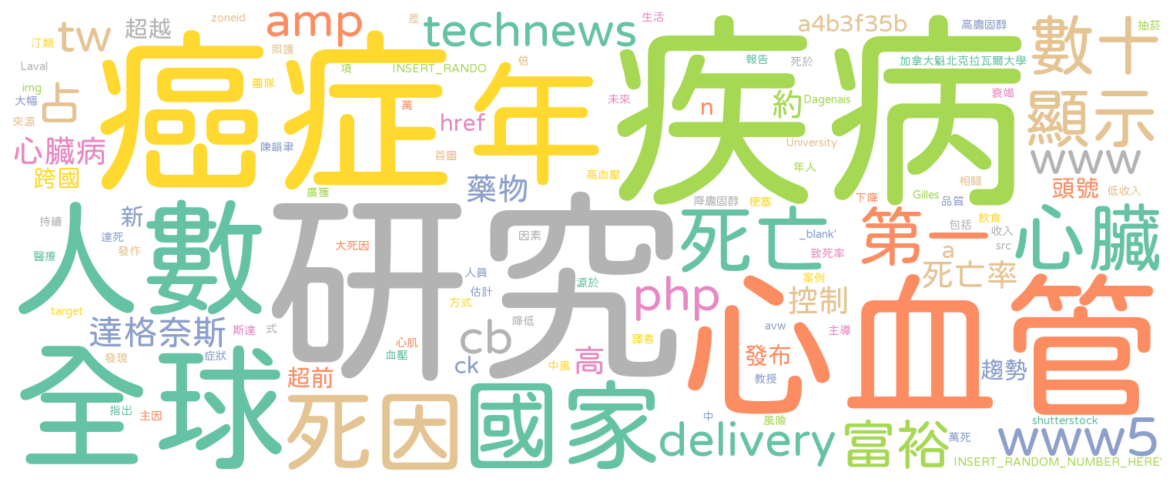 zoneid
amp
生活
汀類
tw
超越
差
technews
a4b3f35b
高膽固醇
抽菸
數十
Laval
照護
項
INSERT_RANDO
倍
報告
死於
加拿大魁北克拉瓦爾大學
img
團隊
大幅
占
癌症
年
萬
未來
疾病
n
約
Dagenais
衰竭
顯示
來源
陳韻聿
首圖
href
University
www
心臟病
跨國
高血壓
年人
相關
頭號
低收入
廣獲
藥物
降膽固醇
梗塞
下降
Gilles
品質
持續
新
達死
發作
人數
研究
因素
死亡
_blank'
飲食
包括
收入
第一
心臟
醫療
大死因
致死率
a
src
死亡率
人員
源於
估計
php
案例
控制
target
方式
達格奈斯
斯達
式
cb
降低
avw
主導
發現
症狀
心肌
血壓
ck
中風
譯者
高
心血管
發布
趨勢
全球
超前
教授
指出
主因
死因
國家
中
風險
shutterstock
delivery
富裕
萬死
www5
INSERT_RANDOM_NUMBER_HERE'